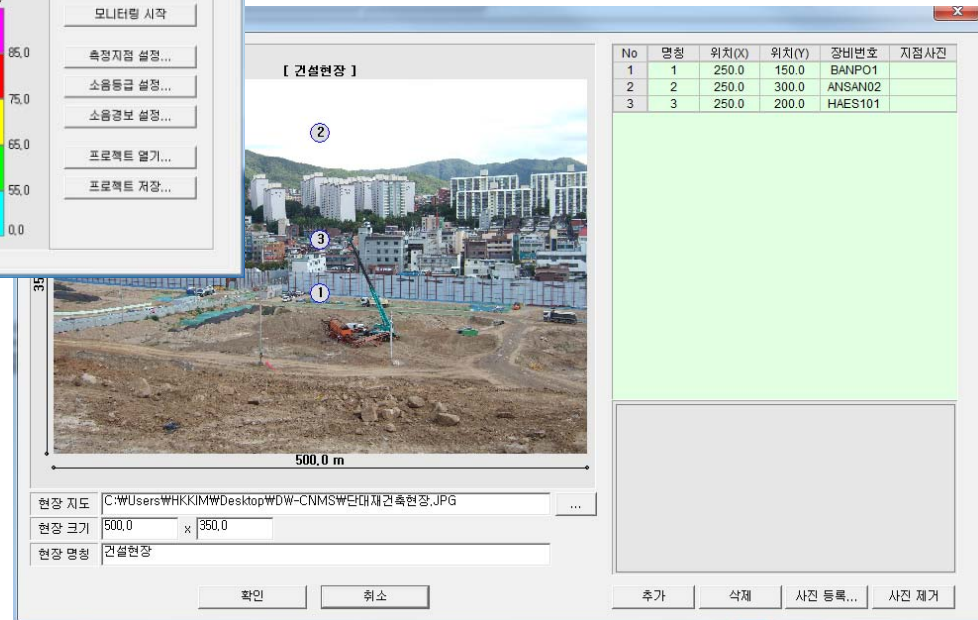 모니터링 시작
측정지점 설정...
소음등급 설정...
소음경보 설정...
프로젝트 열기...
프로젝트 저장...
85,0
75,0
65,0
55,0
0,0
[ 건설현장 ]
2
3
1
35
500,0 m
현장 지도 C:₩Users₩HKKIM₩Desktop₩DW-CNMS₩단대재건축현장,JPG ...
현장 크기 500,0 x 350,0
현장 명칭 건설현장
확인 취소
No 명칭 위치(X) 위치(Y) 장비번호 지점사진
1 1 250.0 150.0 BANPO1
2 2 250.0 300.0 ANSAN02
3 3 250.0 200.0 HAES101
추가 삭제 사진 등록... 사진 제거